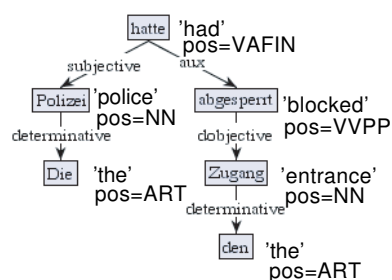 hatte 'had'
pos=VAFIN
subjective aux
Polizei 'police'
pos=NN
abgesperrt 'blocked'
pos=VVPP
determinative dobjective
Die 'the'
pos=ART
Zugang 'entrance'
pos=NN
determinative
den 'the'
pos=ART